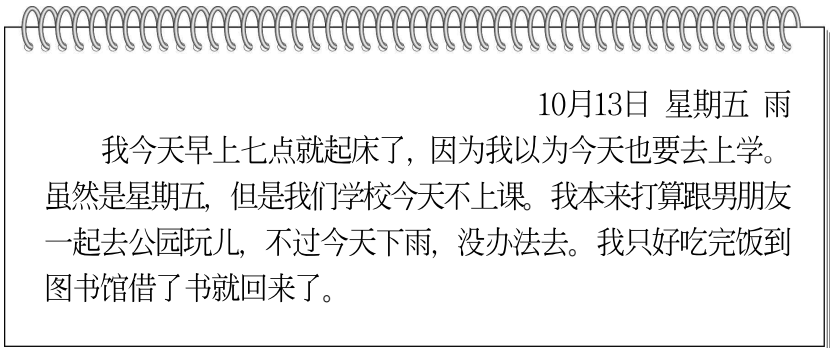 10月13日 星期五 雨
我今天早上七点就起床了，因为我以为今天也要去上学。
虽然是星期五，但是我们学校今天不上课。我本来打算跟男朋友
一起去公园玩儿，不过今天下雨，没办法去。我只好吃完饭到
图书馆借了书就回来了。